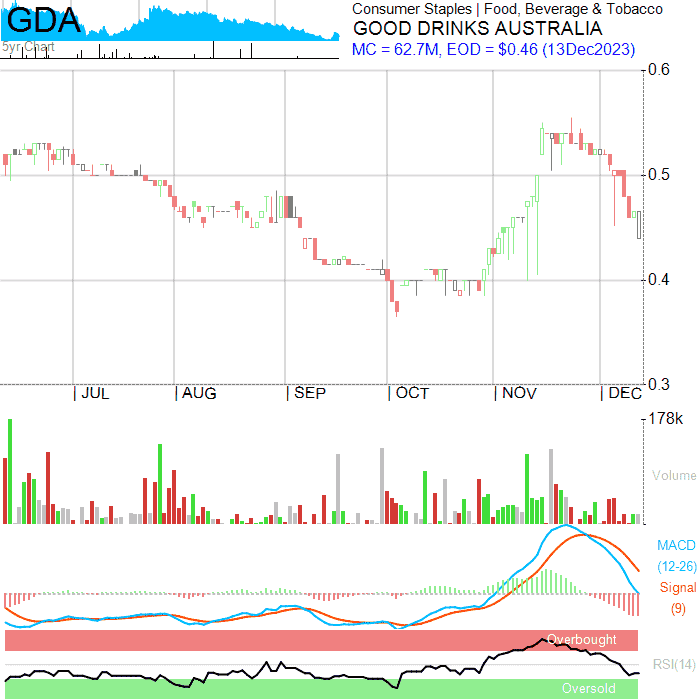 GDA
5yr Chart
Consumer Staples | Food, Beverage & Tobacco
GOOD DRINKS AUSTRALIA
MC = 62.7M, EOD = $0.46 (13Dec2023)
0.6
0.5
0.4
0.3
| JUL | AUG | SEP | OCT | NOV | DEC
178k
Volume
MACD
(12-26)
Signal
(9)
Overbought
RSI(14)
Oversold